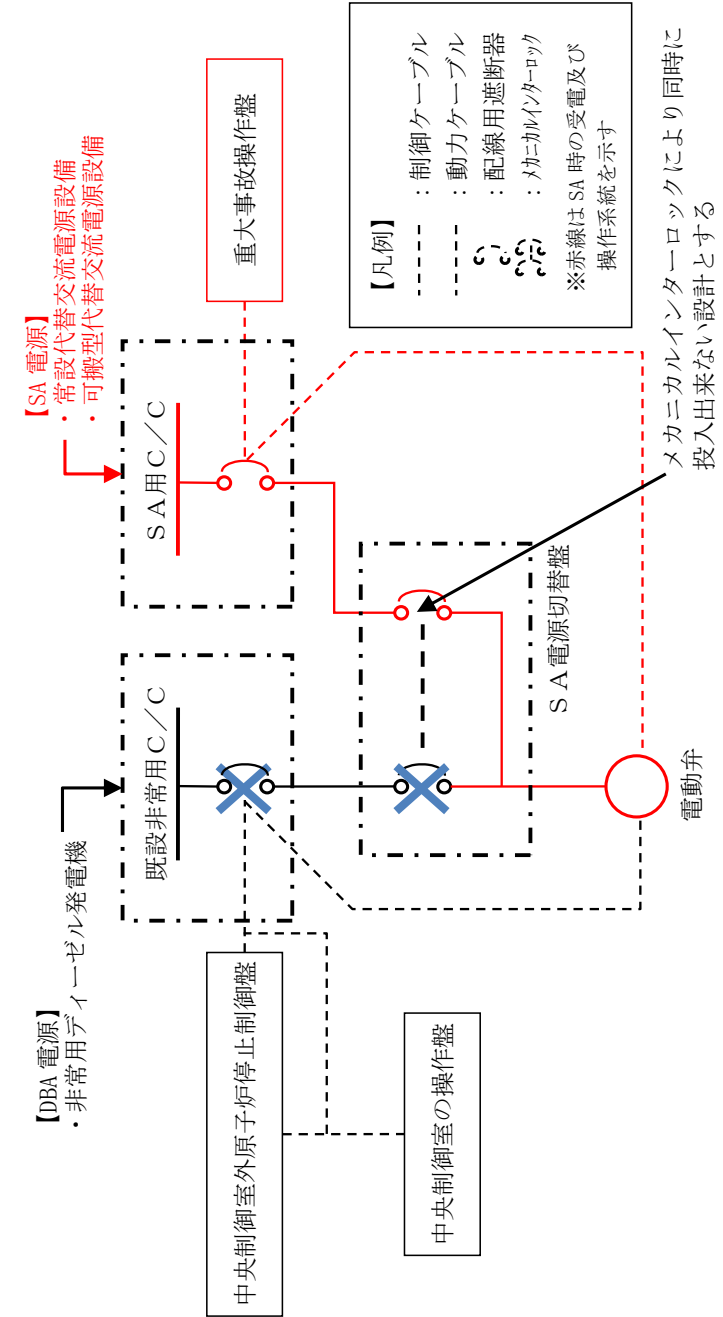 【DBA 電源】
・非常用ディーゼル発電機
【SA 電源】
・常設代替交流電源設備
・可搬型代替交流電源設備
既設非常用Ｃ／Ｃ
ＳＡ用Ｃ／Ｃ
中央制御室外原子炉停止制御盤
重大事故操作盤
中央制御室の操作盤
ＳＡ電源切替盤
電動弁
【凡例】
：制御ケーブル
：動力ケーブル
：配線用遮断器
：ﾒｶﾆｶﾙｲﾝﾀｰﾛｯｸ
※赤線は SA 時の受電及び
操作系統を示す
メカニカルインターロックにより同時に
投入出来ない設計とする